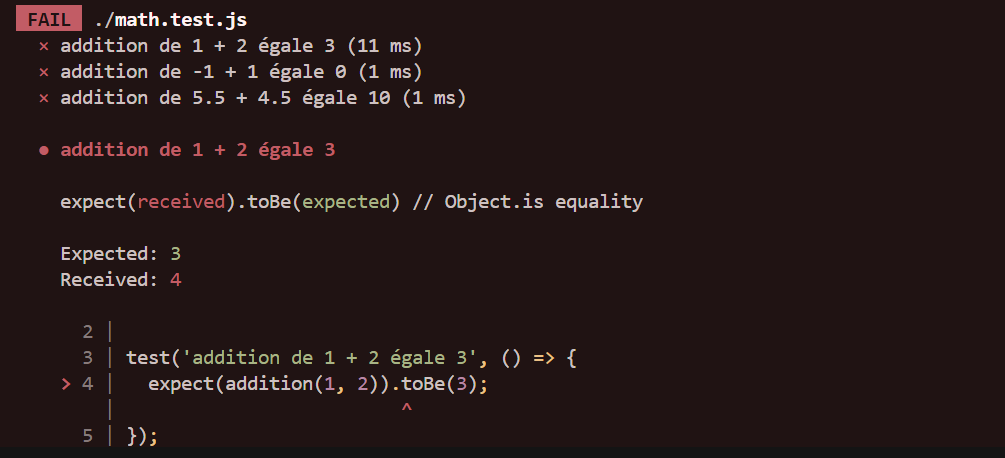 FAIL ./math.test.js
× addition de 1 + 2 égale 3 (11 ms)
× addition de -1 + 1 égale 0 (1 ms)
× addition de 5.5 + 4.5 égale 10 (1 ms)
● addition de 1 + 2 égale 3
expect(received).toBe(expected) // Object.is equality
Expected: 3
Received: 4
2 |
3 | test('addition de 1 + 2 égale 3', () => {
> 4 | expect(addition(1, 2)).toBe(3);
| ^
5 | });